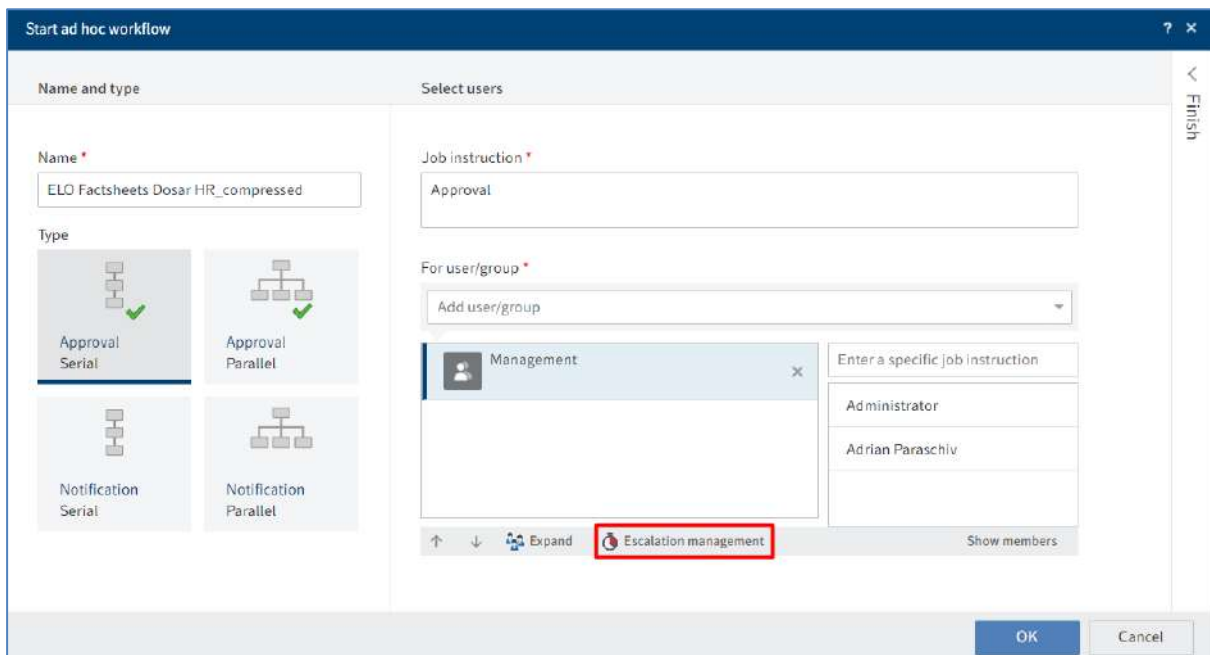 Start ad hoc workflow
? ×
Name and type
Select users
Finish
Name *
ELO Factsheets Dosar HR_compressed
Type
Approval
Serial
Approval
Parallel
Notification
Serial
Notification
Parallel
Job instruction *
Approval
For user/group *
Add user/group
Management
Enter a specific job instruction
Administrator
Adrian Paraschiv
Expand
Escalation management
Show members
OK
Cancel